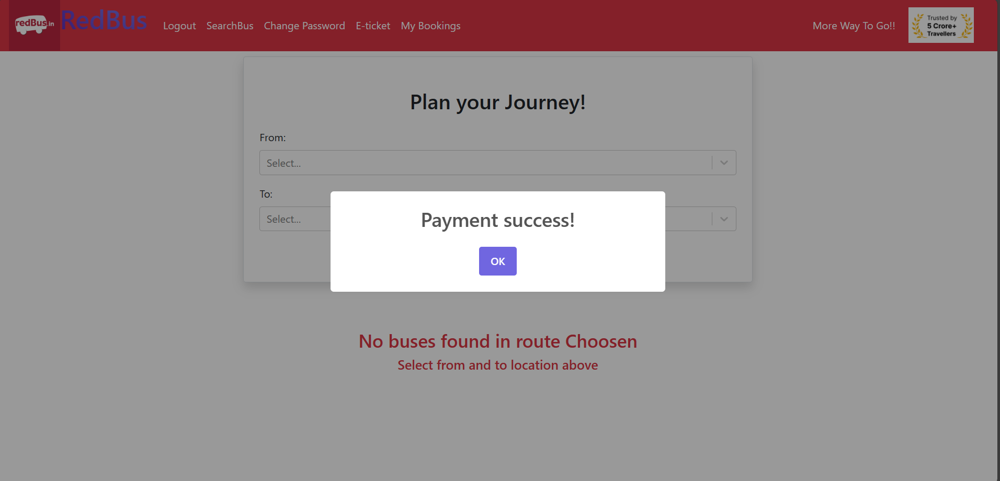 redBus.in
RedBus
Logout SearchBus Change Password E-ticket My Bookings
More Way To Go!!
Trusted by
5 Crore+
Travellers
Plan your Journey!
From:
Select...
To:
Select...
Payment success!
OK
No buses found in route Choosen
Select from and to location above